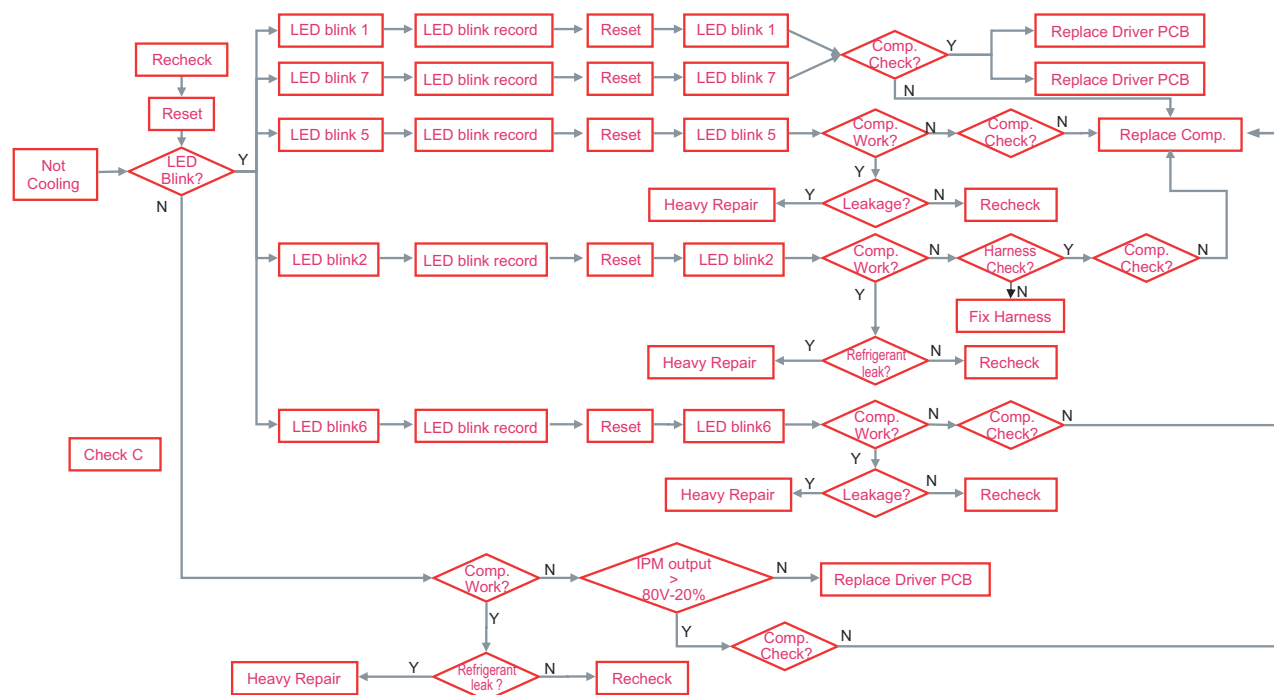 LED blink 1
LED blink record
Reset
LED blink 1
Comp.
Check?
Y
Replace Driver PCB
Recheck
LED blink 7
LED blink record
Reset
LED blink 7
Replace Driver PCB
N
Reset
LED blink 5
LED blink record
Reset
LED blink 5
Comp.
Work?
N
Comp.
Check?
N
Replace Comp.
Not
Cooling
LED
Blink?
Y
N
Y
Heavy Repair
Y
Leakage?
N
Recheck
LED blink2
LED blink record
Reset
LED blink2
Comp.
Work?
N
Harness
Check?
Y
Comp.
Check?
N
Y
N
Fix Harness
Heavy Repair
Y
Refrigerant
leak?
N
Recheck
LED blink6
LED blink record
Reset
LED blink6
Comp.
Work?
N
Comp.
Check?
N
Check C
Y
Heavy Repair
Y
Leakage?
N
Recheck
Comp.
Work?
N
IPM output
>
80V-20%
N
Replace Driver PCB
Y
Y
Comp.
Check?
N
Heavy Repair
Y
Refrigerant
leak ?
N
Recheck